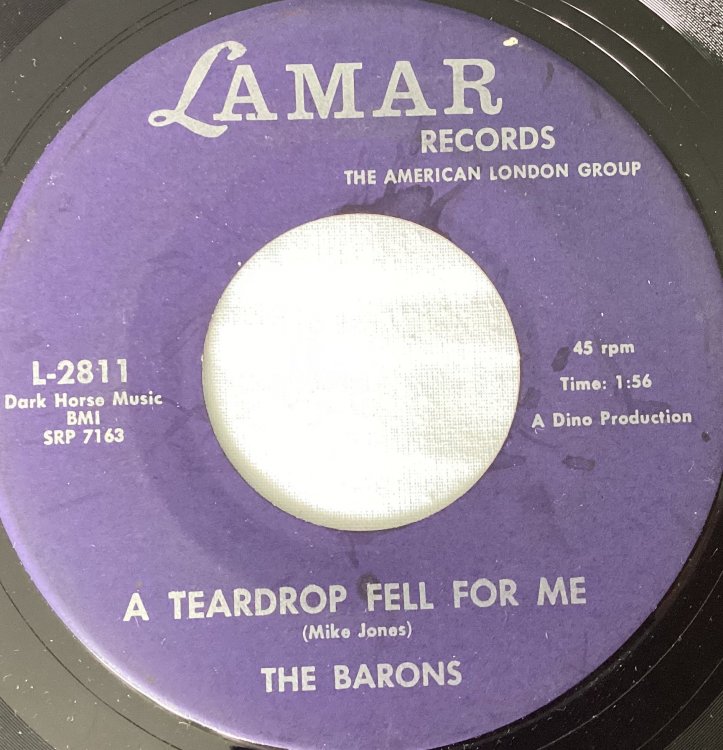 LAMAR
RECORDS
THE AMERICAN LONDON GROUP
L-2811
Dark Horse Music
BMI
SRP 7163
45 rpm
Time: 1:56
A Dino Production
A TEARDROP FELL FOR ME
(Mike Jones)
THE BARONS